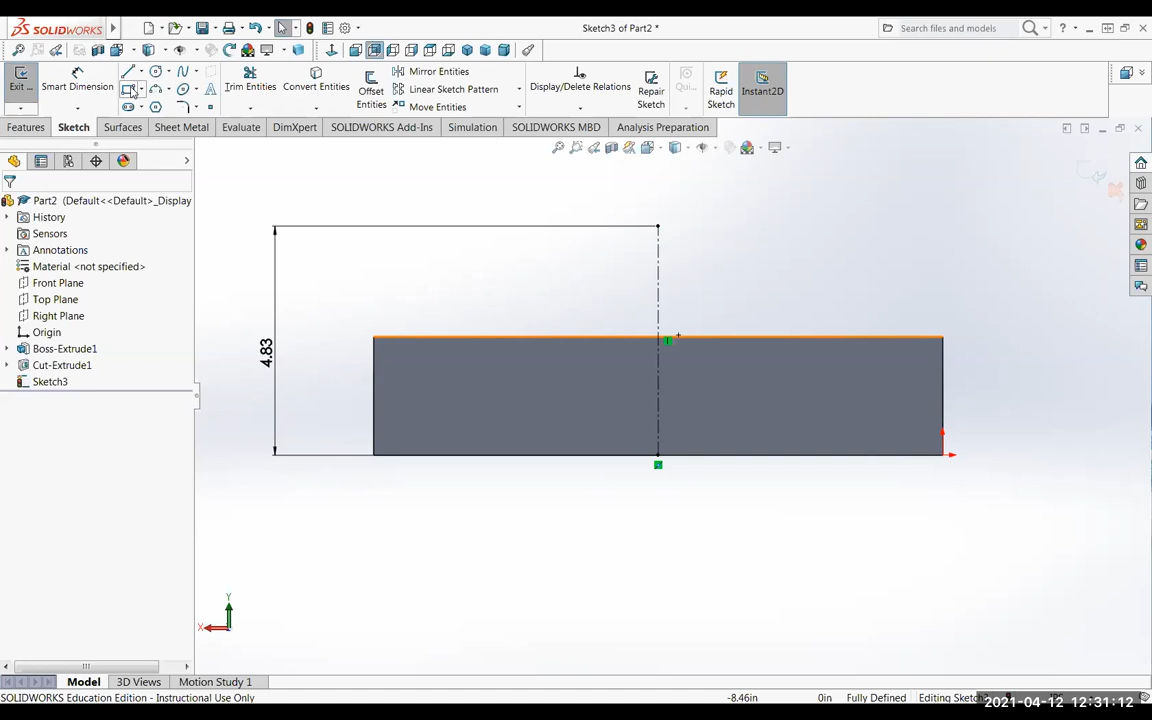 SOLIDWORKS
Sketch3 of Part2 *
Search files and models
Exit ...
Smart Dimension
Trim Entities
Convert Entities
Offset
Entities
Mirror Entities
Linear Sketch Pattern
Move Entities
Display/Delete Relations
Repair
Sketch
Qui...
Rapid
Sketch
Instant2D
Features
Sketch
Surfaces
Sheet Metal
Evaluate
DimXpert
SOLIDWORKS Add-Ins
Simulation
SOLIDWORKS MBD
Analysis Preparation
Part2 (Default<<Default>_Display
History
Sensors
Annotations
Material <not specified>
Front Plane
Top Plane
Right Plane
Origin
Boss-Extrude1
Cut-Extrude1
Sketch3
4.83
Y
X
Model
3D Views
Motion Study 1
SOLIDWORKS Education Edition - Instructional Use Only
-8.46in
0in
Fully Defined
Editing Sketch3
2021-04-12 12:31:12